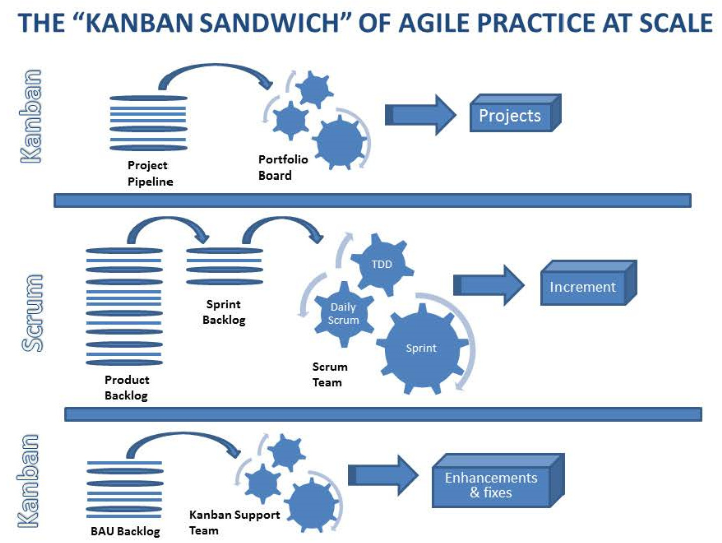 THE “KANBAN SANDWICH” OF AGILE PRACTICE AT SCALE
Kanban
Project
Pipeline
Portfolio
Board
Projects
Scrum
Product
Backlog
Sprint
Backlog
TDD
Daily
Scrum
Sprint
Scrum
Team
Increment
Kanban
BAU Backlog
Kanban Support
Team
Enhancements
& fixes